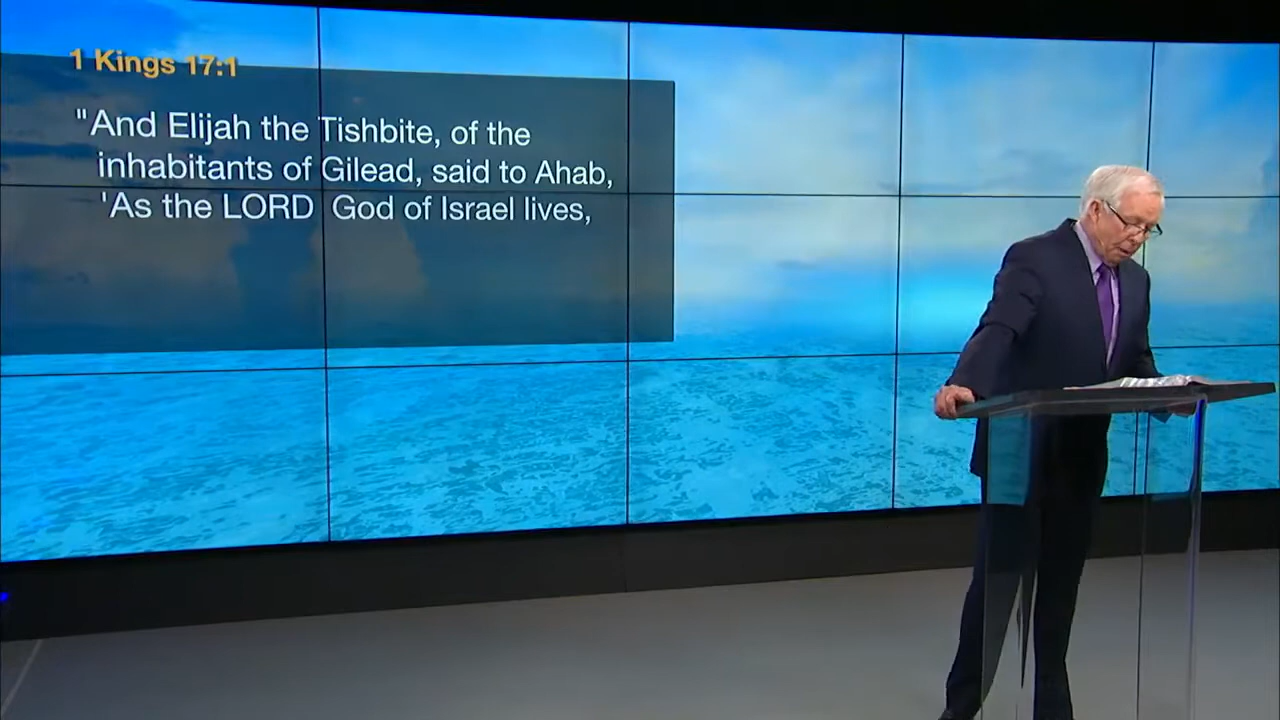 1 Kings 17:1
"And Elijah the Tishbite, of the
inhabitants of Gilead, said to Ahab,
'As the LORD God of Israel lives,